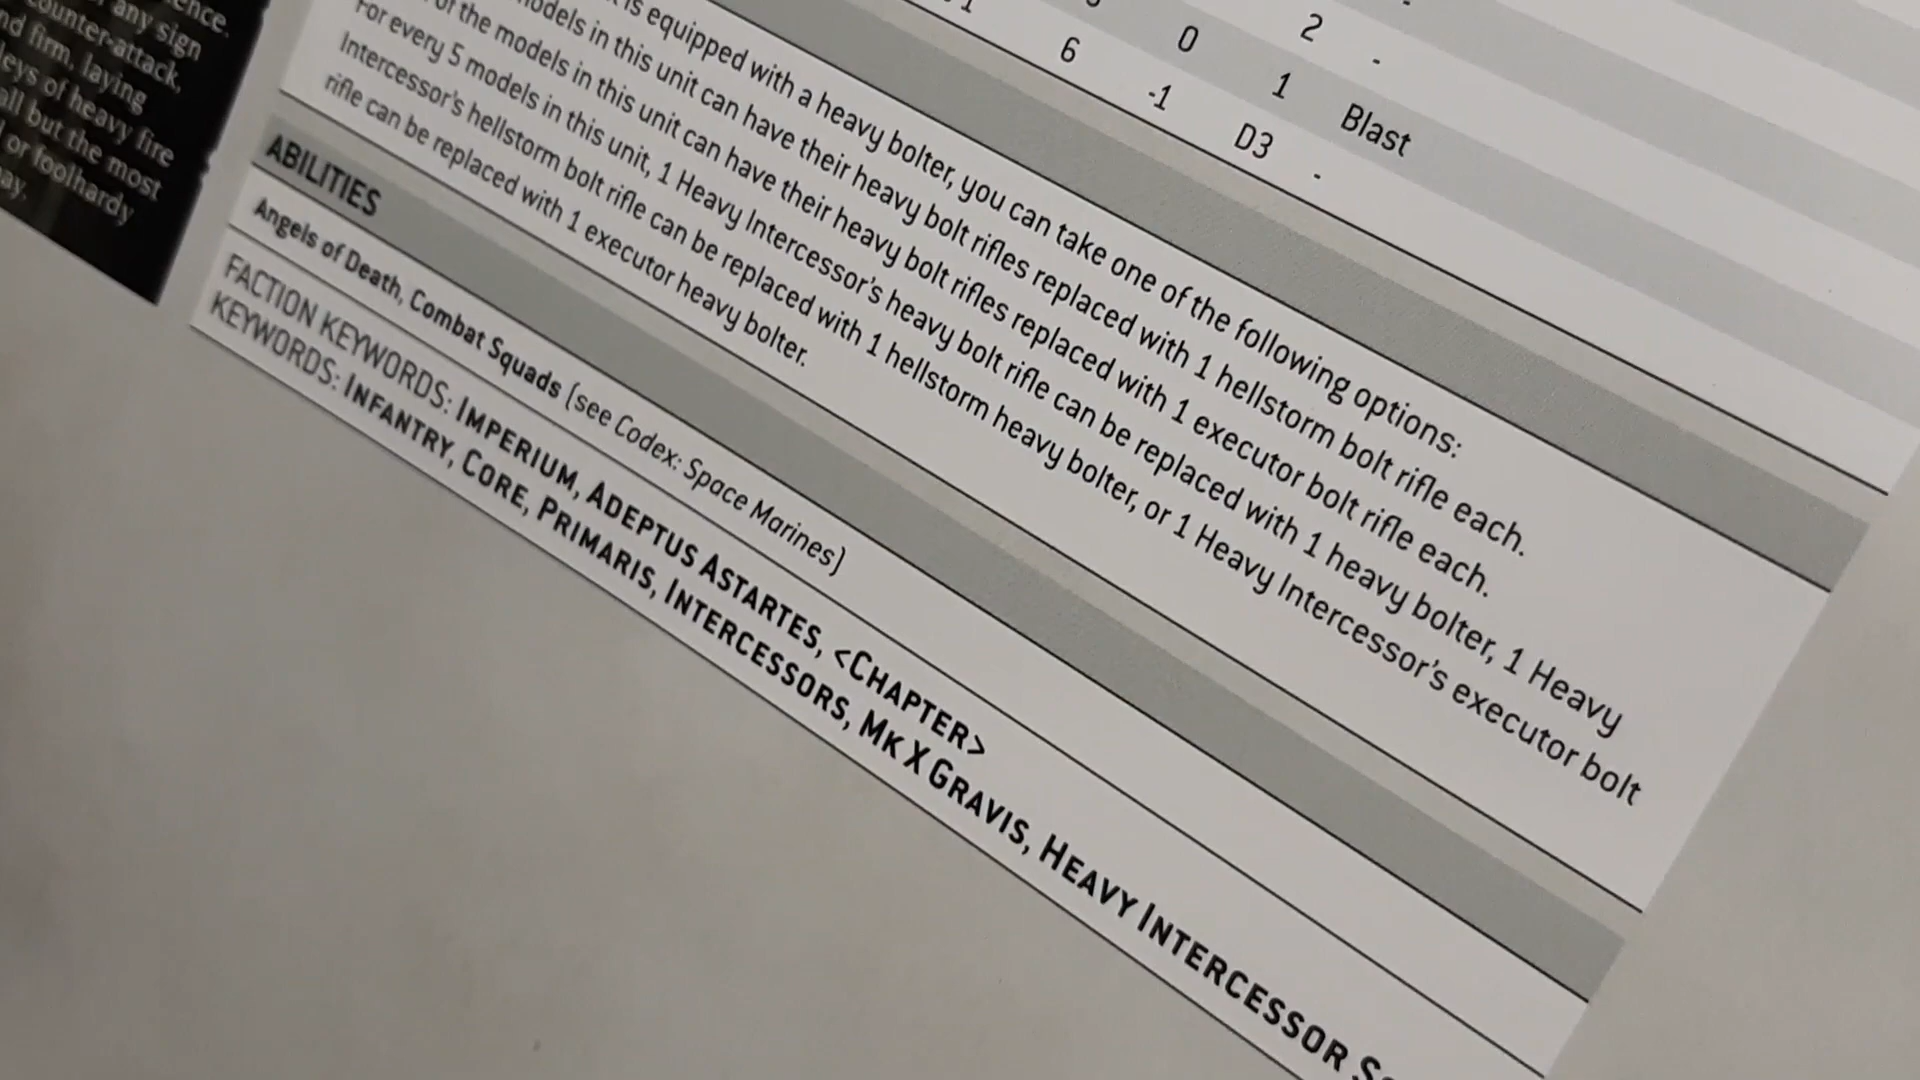 ence.
any sign
counter-attack,
nd firm, laying
leys of heavy fire
all but the most
or foolhardy
ay.
2 -
0 1 Blast
6 -1 D3 -
is equipped with a heavy bolter, you can take one of the following options:
models in this unit can have their heavy bolt rifles replaced with 1 hellstorm bolt rifle each.
of the models in this unit can have their heavy bolt rifles replaced with 1 executor bolt rifle each.
For every 5 models in this unit, 1 Heavy Intercessor's heavy bolt rifle can be replaced with 1 heavy bolter, 1 Heavy
Intercessor's hellstorm bolt rifle can be replaced with 1 hellstorm heavy bolter, or 1 Heavy Intercessor's executor bolt
rifle can be replaced with 1 executor heavy bolter.
ABILITIES
Angels of Death, Combat Squads (see Codex: Space Marines)
FACTION KEYWORDS: IMPERIUM, ADEPTUS ASTARTES, <CHAPTER>
KEYWORDS: INFANTRY, CORE, PRIMARIS, INTERCESSORS, MK X GRAVIS, HEAVY INTERCESSOR